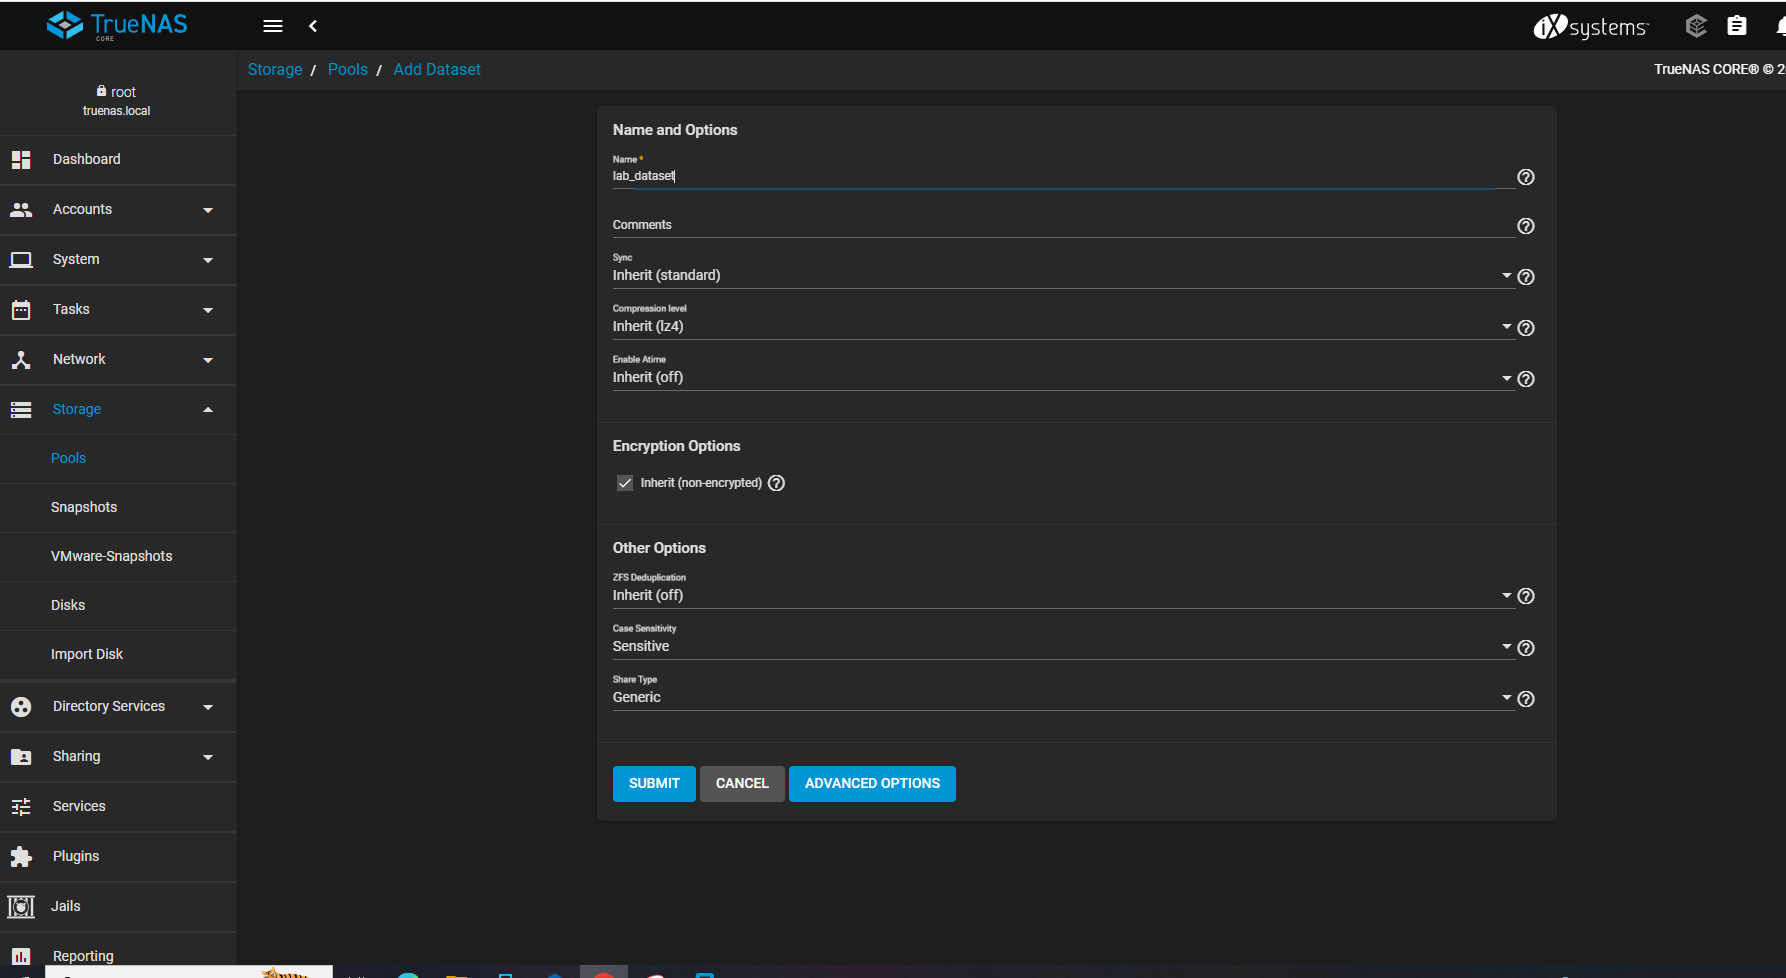 TrueNAS
CORE
iXsystems
Storage / Pools / Add Dataset
TrueNAS CORE® © 2
root
truenas.local
Dashboard
Accounts
System
Tasks
Network
Storage
Pools
Snapshots
VMware-Snapshots
Disks
Import Disk
Directory Services
Sharing
Services
Plugins
Jails
Reporting
Name and Options
Name *
lab_dataset
Comments
Sync
Inherit (standard)
Compression level
Inherit (lz4)
Enable Atime
Inherit (off)
Encryption Options
Inherit (non-encrypted)
Other Options
ZFS Deduplication
Inherit (off)
Case Sensitivity
Sensitive
Share Type
Generic
SUBMIT
CANCEL
ADVANCED OPTIONS